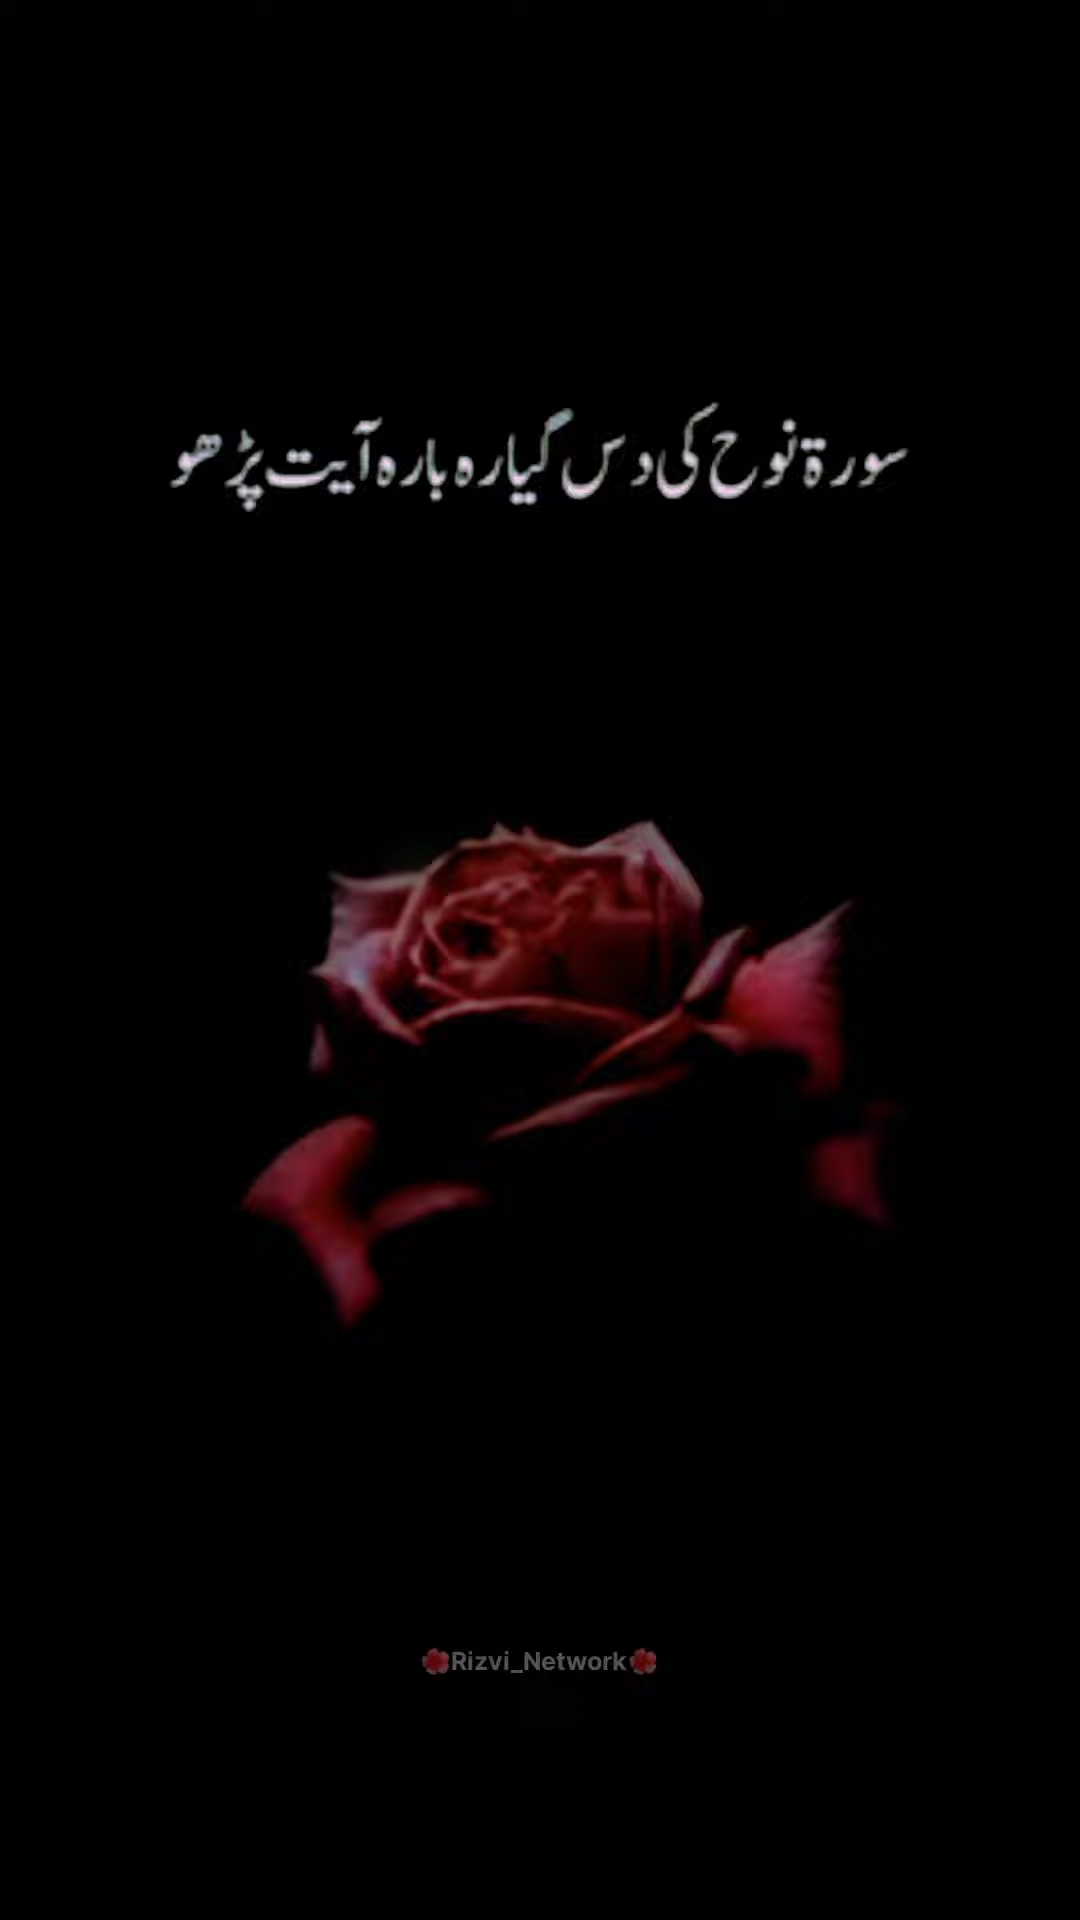 سورۃ نوح کی دس گیارہ بارہ آیت پڑھو
🌺Rizvi_Network🌺